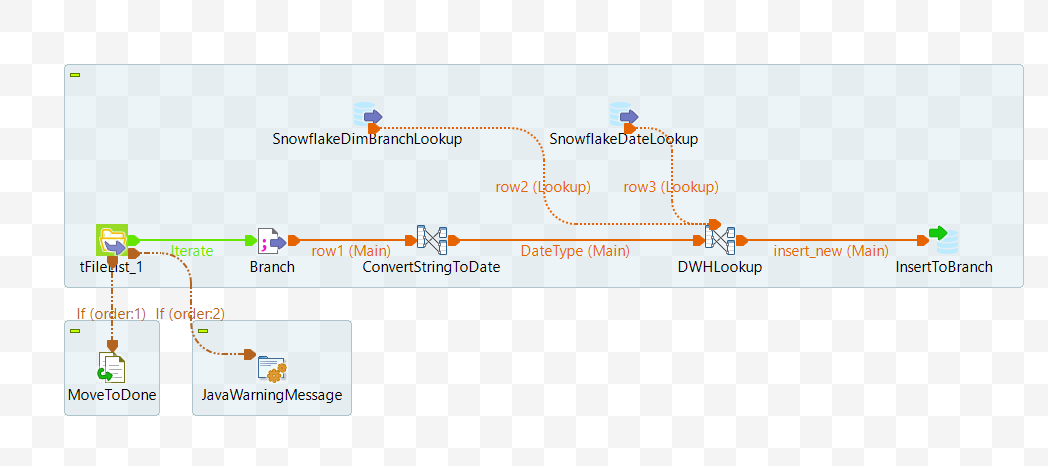 SnowflakeDimBranchLookup
SnowflakeDateLookup
row2 (Lookup)
row3 (Lookup)
Iterate
row1 (Main)
DateType (Main)
insert_new (Main)
tFileList_1
Branch
ConvertStringToDate
DWHLookup
InsertToBranch
If (order:1)
If (order:2)
MoveToDone
JavaWarningMessage